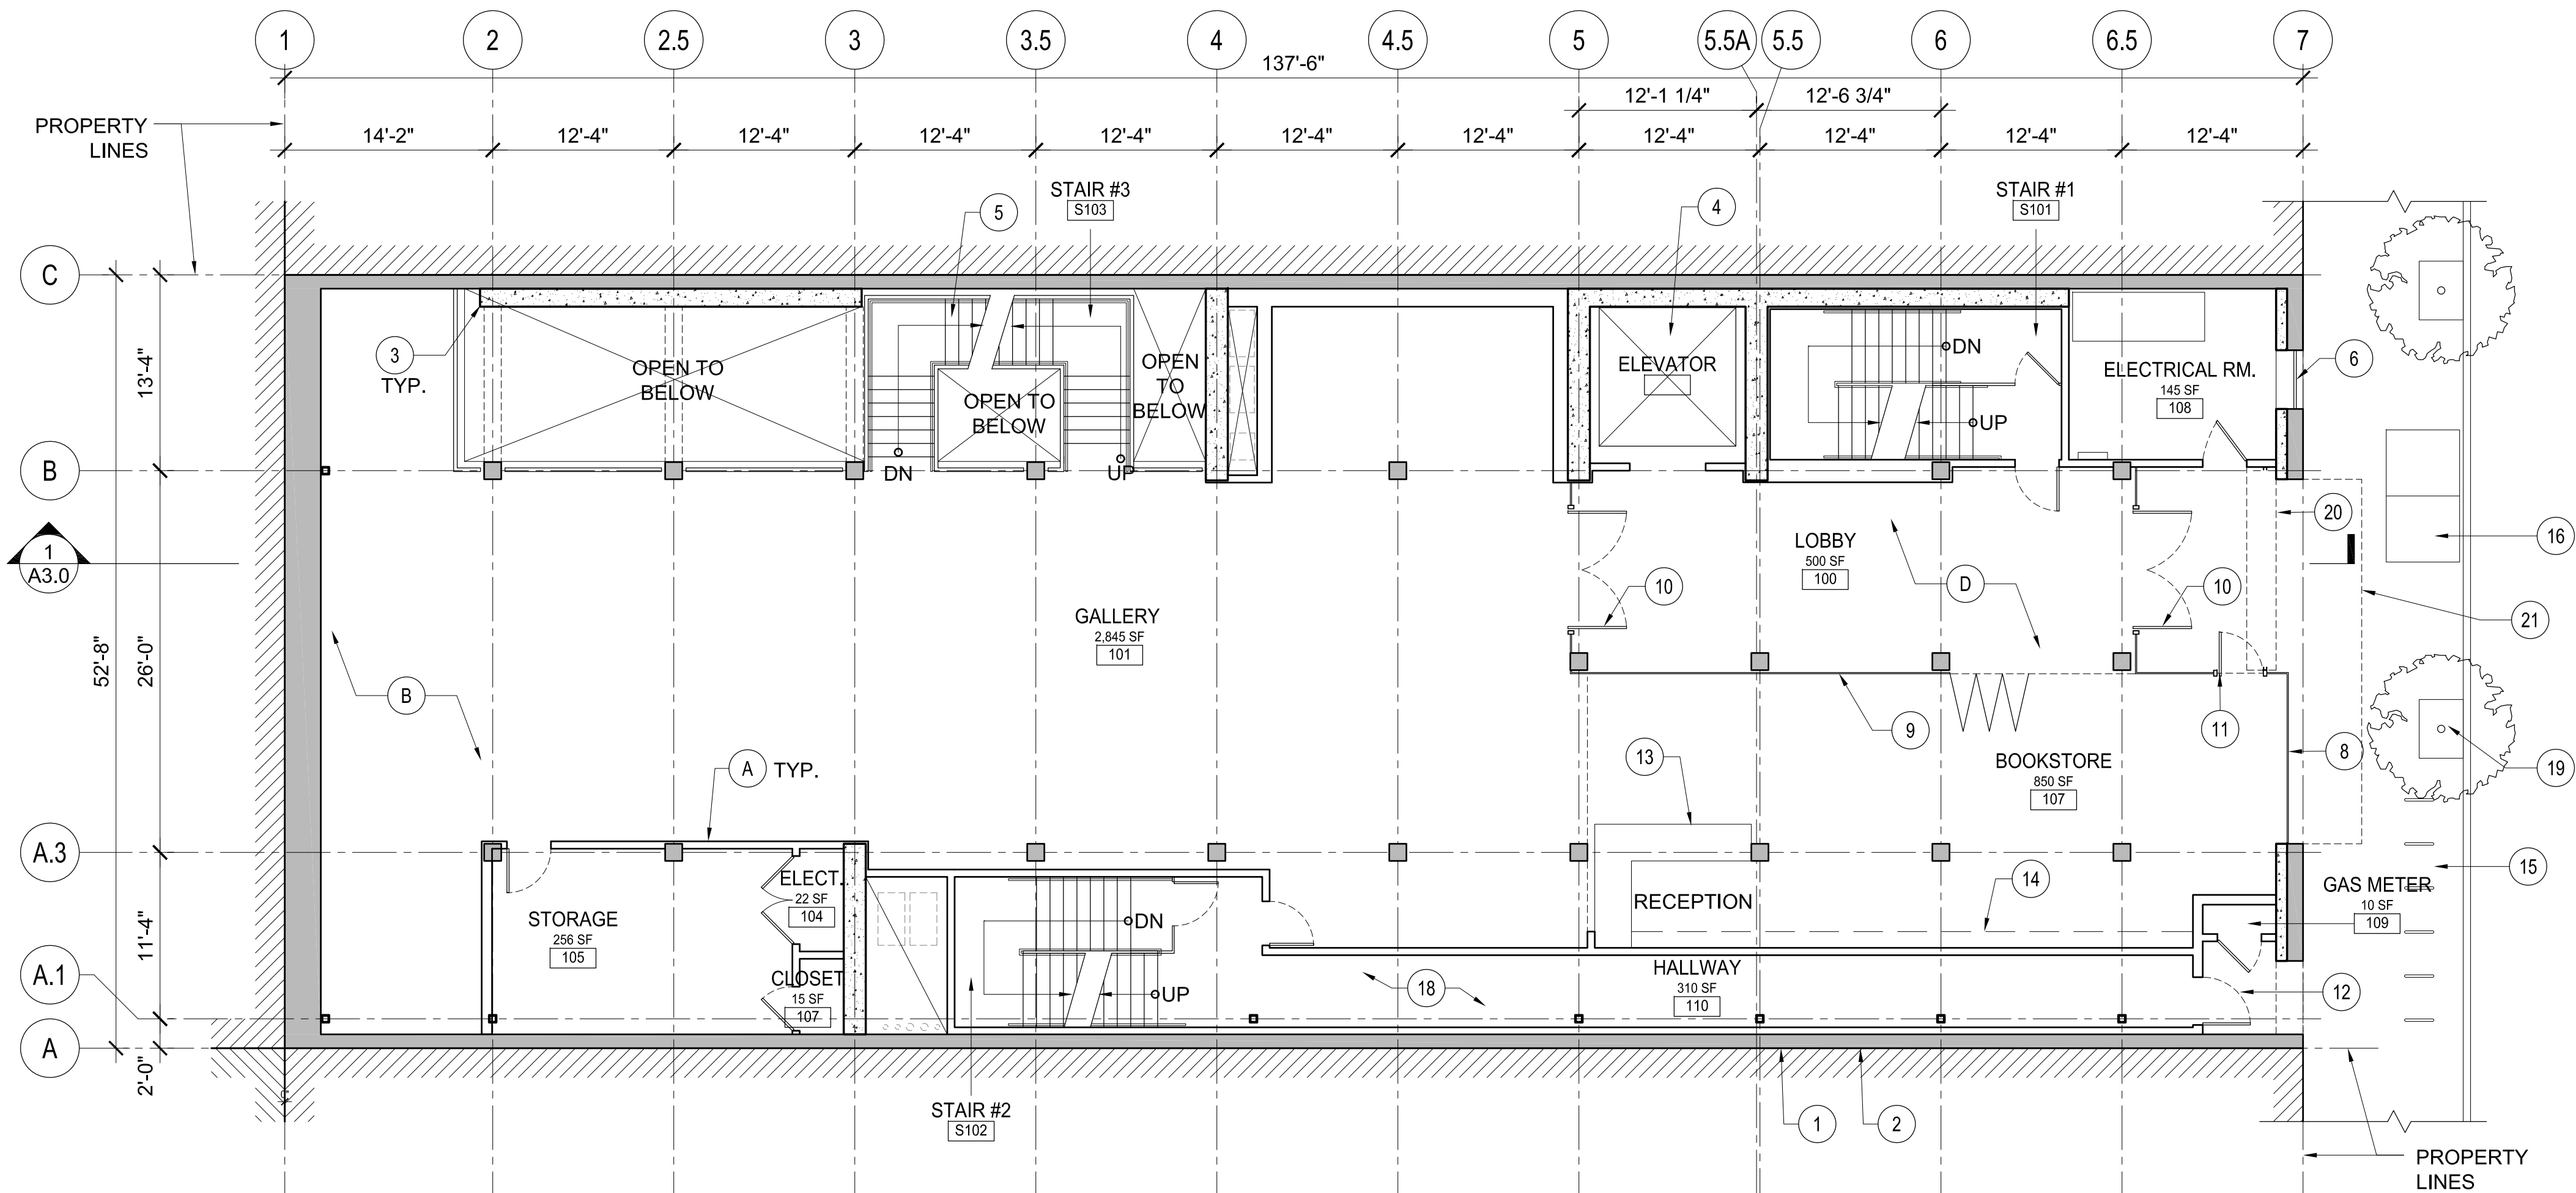 1 2 2.5 3 3.5 4 4.5 5 5.5A 5.5 6 6.5 7
137'-6"
12'-1 1/4" 12'-6 3/4"
PROPERTY
LINES
14'-2" 12'-4" 12'-4" 12'-4" 12'-4" 12'-4" 12'-4" 12'-4" 12'-4" 12'-4" 12'-4"
STAIR #3
S103
5
4
STAIR #1
S101
C
B
1
A3.0
A.3
A.1
A
52'-8"
13'-4"
26'-0"
11'-4"
2'-0"
3
TYP.
OPEN TO
BELOW
OPEN TO
BELOW
OPEN
TO
BELOW
DN
UP
ELEVATOR
DN
UP
ELECTRICAL RM.
145 SF
108
6
20
16
LOBBY
500 SF
100
10
D
10
21
GALLERY
2,845 SF
101
B
A TYP.
9
11
8
19
13
BOOKSTORE
850 SF
107
14
15
RECEPTION
GAS METER
10 SF
109
ELECT.
22 SF
104
STORAGE
256 SF
105
CLOSET
15 SF
107
DN
UP
18
HALLWAY
310 SF
110
12
STAIR #2
S102
1
2
PROPERTY
LINES